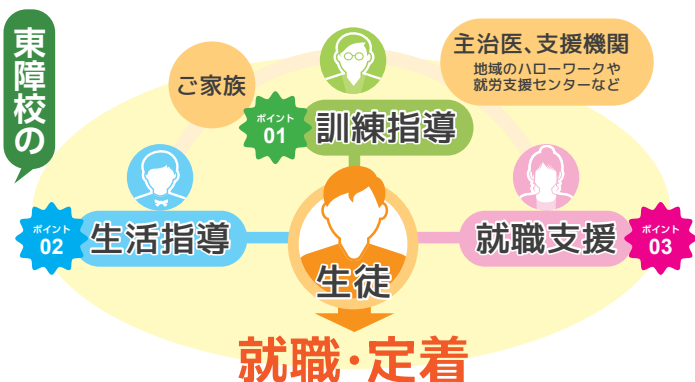 東障校の
ご家族
主治医、支援機関
地域のハローワークや
就労支援センターなど
ポイント
01
訓練指導
ポイント
02
生活指導
就職支援
ポイント
03
生徒
就職・定着